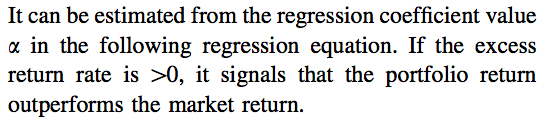 It can be estimated from the regression coefficient value
α in the following regression equation. If the excess
return rate is >0, it signals that the portfolio return
outperforms the market return.